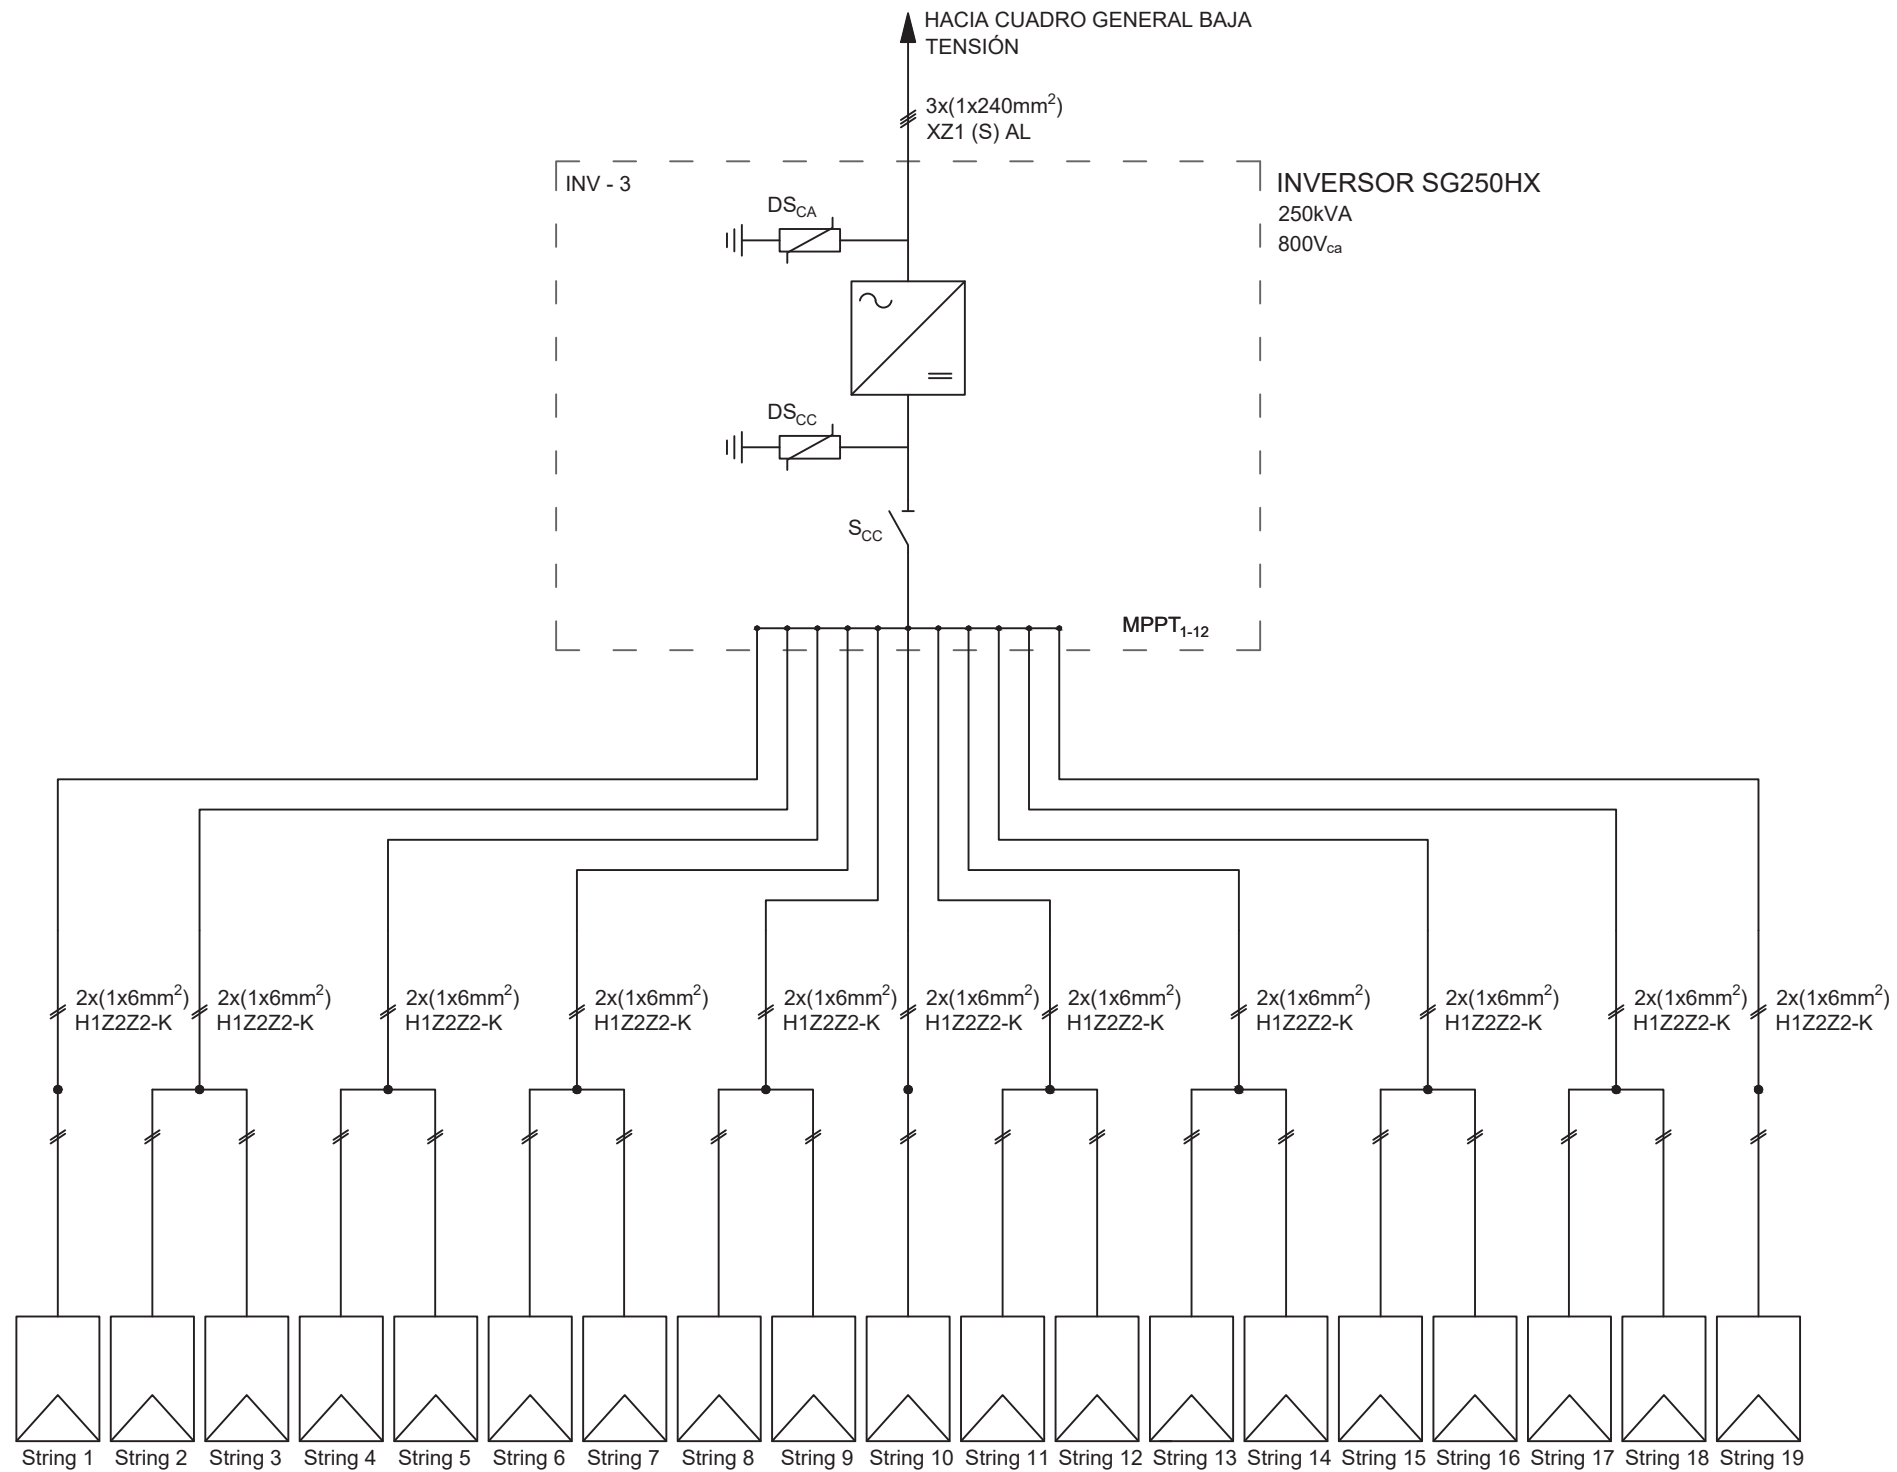 HACIA CUADRO GENERAL BAJA
TENSIÓN
3x(1x240mm²)
XZ1 (S) AL
INV - 3
INVERSOR SG250HX
250kVA
800Vca
DSCA
DSCC
SCC
MPPT1-12
2x(1x6mm²)
H1Z2Z2-K
2x(1x6mm²)
H1Z2Z2-K
2x(1x6mm²)
H1Z2Z2-K
2x(1x6mm²)
H1Z2Z2-K
2x(1x6mm²)
H1Z2Z2-K
2x(1x6mm²)
H1Z2Z2-K
2x(1x6mm²)
H1Z2Z2-K
2x(1x6mm²)
H1Z2Z2-K
2x(1x6mm²)
H1Z2Z2-K
2x(1x6mm²)
H1Z2Z2-K
2x(1x6mm²)
H1Z2Z2-K
String 1
String 2
String 3
String 4
String 5
String 6
String 7
String 8
String 9
String 10
String 11
String 12
String 13
String 14
String 15
String 16
String 17
String 18
String 19